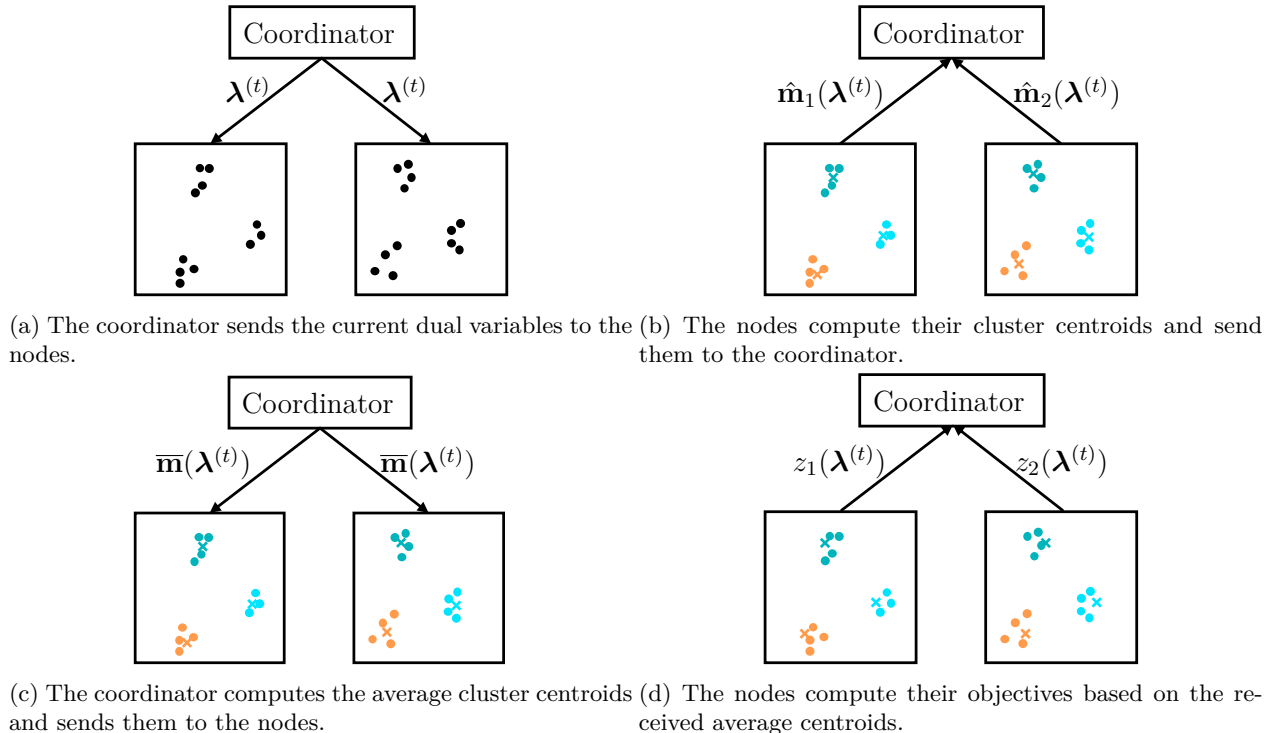 Coordinator
𝝀^(t)
𝝀^(t)
(a) The coordinator sends the current dual variables to the
nodes.
Coordinator
m̂₁(𝝀^(t))
m̂₂(𝝀^(t))
(b) The nodes compute their cluster centroids and send
them to the coordinator.
Coordinator
m̅(𝝀^(t))
m̅(𝝀^(t))
(c) The coordinator computes the average cluster centroids
and sends them to the nodes.
Coordinator
z₁(𝝀^(t))
z₂(𝝀^(t))
(d) The nodes compute their objectives based on the re-
ceived average centroids.